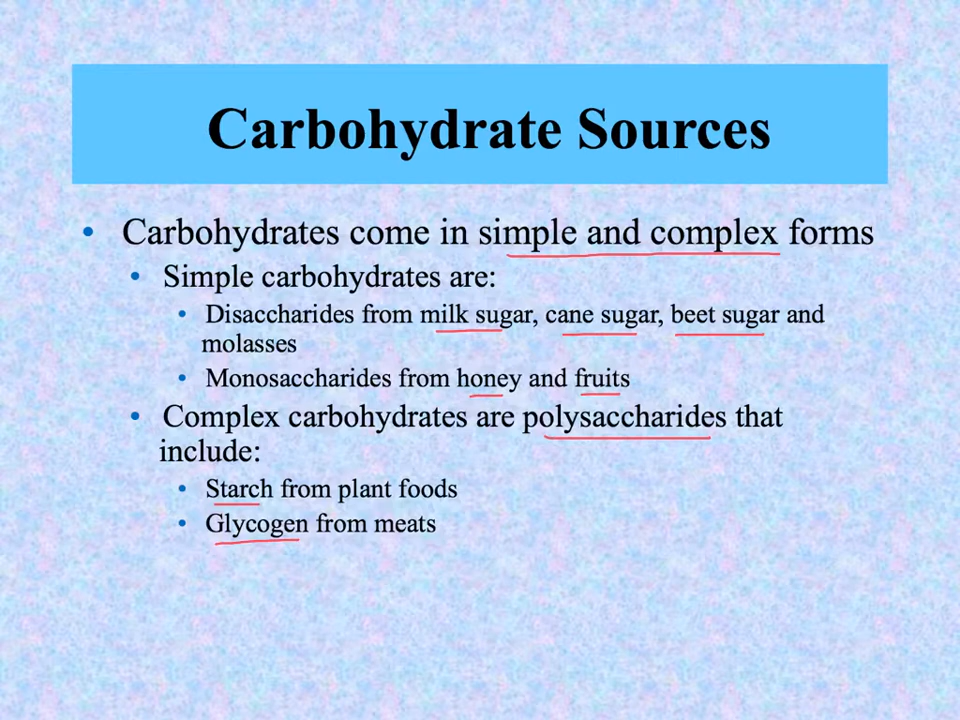 Carbohydrate Sources
• Carbohydrates come in simple and complex forms
• Simple carbohydrates are:
• Disaccharides from milk sugar, cane sugar, beet sugar and
molasses
• Monosaccharides from honey and fruits
• Complex carbohydrates are polysaccharides that
include:
• Starch from plant foods
• Glycogen from meats